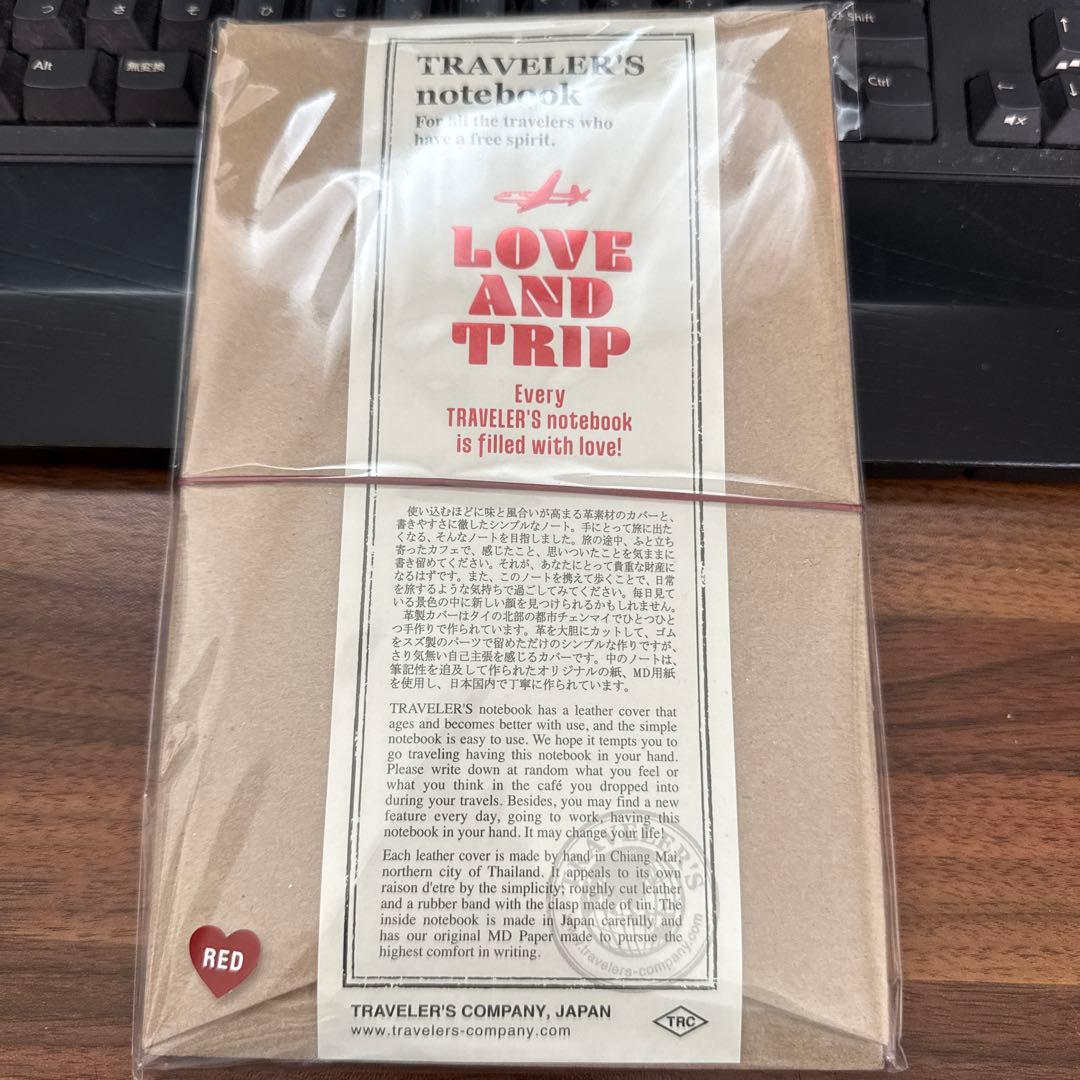 つ
さ
そ
ひ
こ
Alt
無変換
Shift
Ctrl
↑
←
↓
TRAVELER'S
notebook
For all the travelers who
have a free spirit.
LOVE
AND
TRIP
Every
TRAVELER'S notebook
is filled with love!
使い込むほどに味と風合いが高まる革素材のカバーと、
書きやすさに徹したシンプルなノート。手にとって旅に出た
くなる、そんなノートを目指しました。旅の途中、ふと立ち
寄ったカフェで、感じたこと、思いついたことを気ままに
書き留めてください。それが、あなたにとって貴重な財産に
なるはずです。また、このノートを携えて歩くことで、日常
を旅するような気持ちで過ごしてみてください。毎日見て
いる景色の中に新しい顔を見つけられるかもしれません。
革製カバーはタイの北部の都市チェンマイでひとつひと
つ手作りで作られています。革を大胆にカットして、ゴム
をスズ製のパーツで留めただけのシンプルな作りですが、
さり気無い自己主張を感じるカバーです。中のノートは、
筆記性を追及して作られたオリジナルの紙、MD用紙
を使用し、日本国内で丁寧に作られています。
TRAVELER'S notebook has a leather cover that
ages and becomes better with use, and the simple
notebook is easy to use. We hope it tempts you to
go traveling having this notebook in your hand.
Please write down at random what you feel or
what you think in the café you dropped into
during your travels. Besides, you may find a new
feature every day, going to work, having this
notebook in your hand. It may change your life!
Each leather cover is made by hand in Chiang Mai,
northern city of Thailand. It appeals to its own
raison d'etre by the simplicity; roughly cut leather
and a rubber band with the clasp made of tin. The
inside notebook is made in Japan carefully and
has our original MD Paper made to pursue the
highest comfort in writing.
TRAVELER'S
www.travelers-company.com
RED
TRAVELER'S COMPANY, JAPAN
www.travelers-company.com
TRC